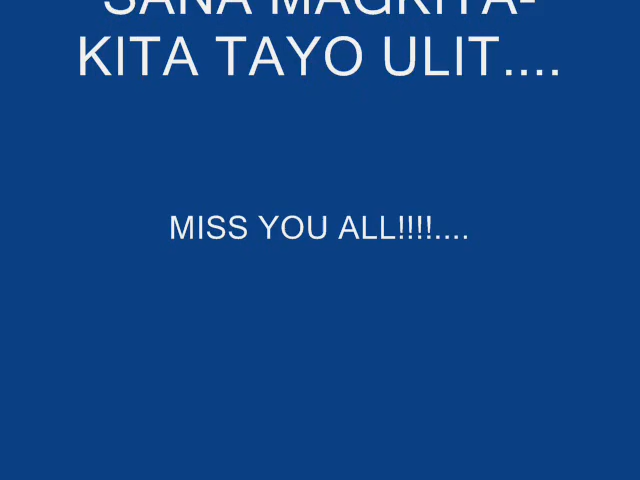 SANA MAGKITA-
KITA TAYO ULIT....
MISS YOU ALL!!!!....